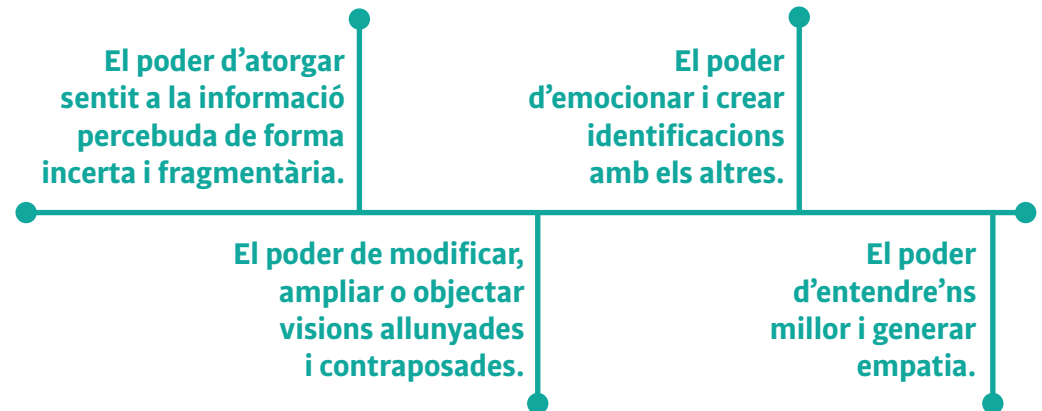 El poder d’atorgar
sentit a la informació
percebuda de forma
incerta i fragmentària.
El poder de modificar,
ampliar o objectar
visions allunyades
i contraposades.
El poder
d’emocionar i crear
identificacions
amb els altres.
El poder
d’entendre’ns
millor i generar
empatia.